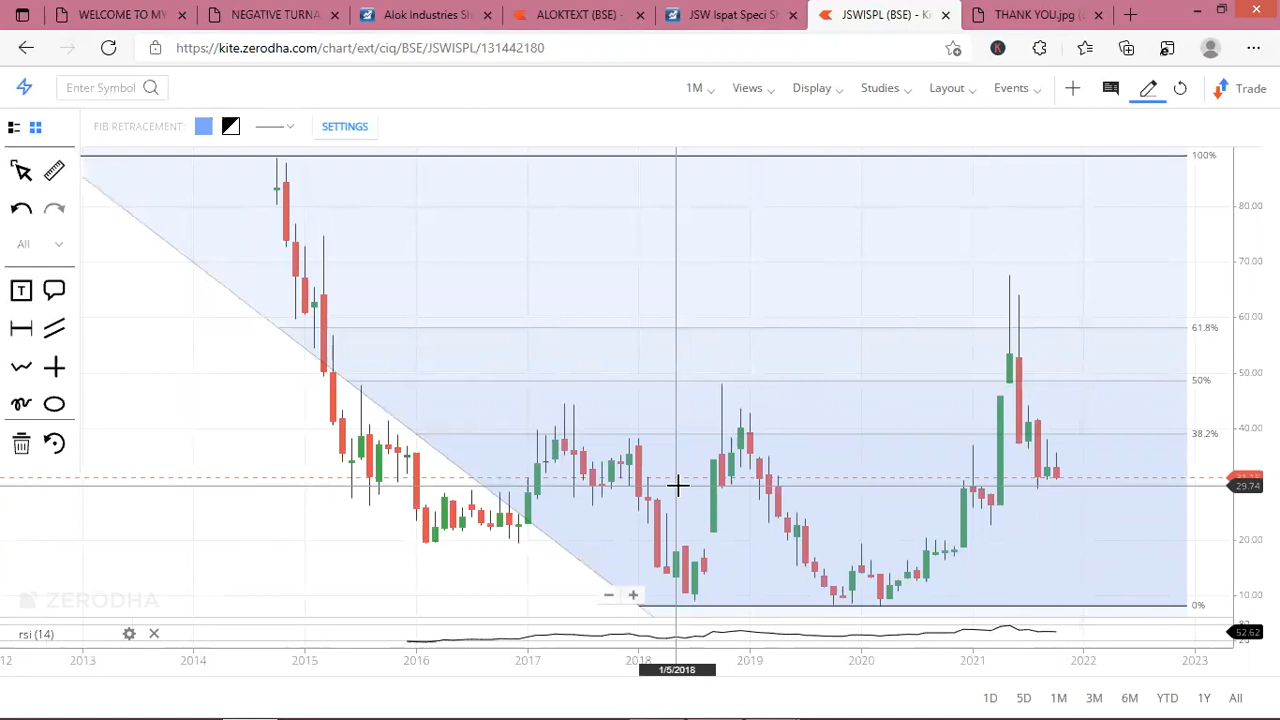 WELCOME TO MY
NEGATIVE TURNA
Alok Industries Sh
ALOKTEXT (BSE) -
JSW Ispat Speci Sh
JSWISPL (BSE) - Ki
THANK YOU.jpg (
https://kite.zerodha.com/chart/ext/ciq/BSE/JSWISPL/131442180
K
Enter Symbol
1M
Views
Display
Studies
Layout
Events
Trade
FIB RETRACEMENT:
SETTINGS
All
T
100%
80.00
70.00
60.00
61.8%
50.00
50%
40.00
38.2%
29.74
20.00
10.00
0%
ZERODHA
rsi (14)
52.62
12
2013
2014
2015
2016
2017
2018
2019
2020
2021
2022
2023
1/5/2018
1D
5D
1M
3M
6M
YTD
1Y
All